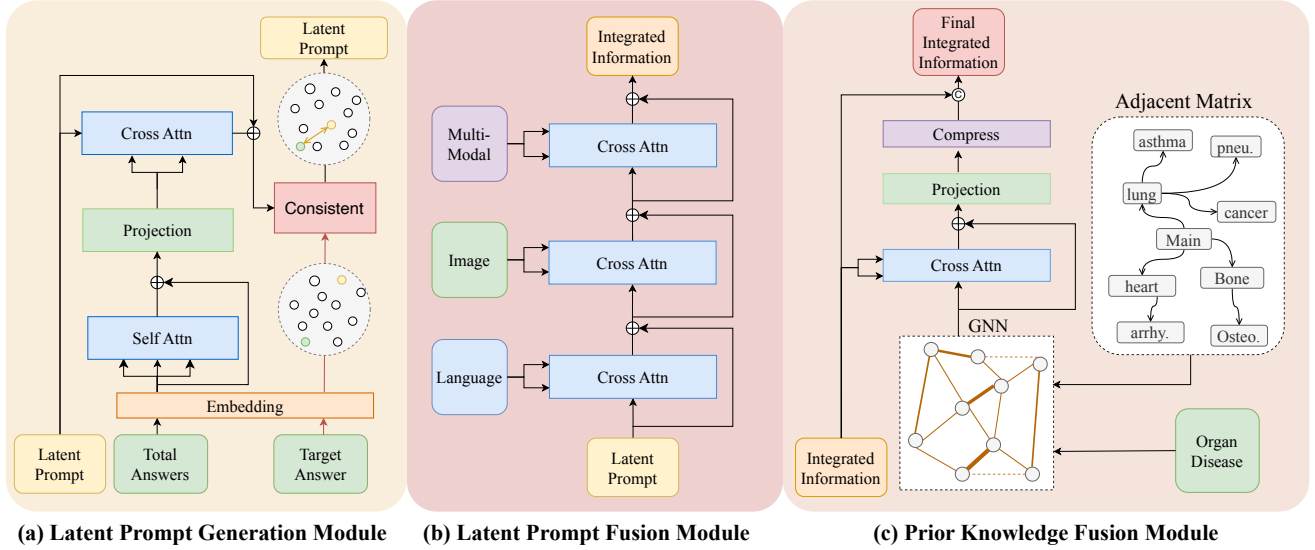 Latent
Prompt
Cross Attn
Projection
Consistent
Self Attn
Embedding
Latent
Prompt
Total
Answers
Target
Answer
(a) Latent Prompt Generation Module
Integrated
Information
Multi-
Modal
Cross Attn
Image
Cross Attn
Language
Cross Attn
Latent
Prompt
(b) Latent Prompt Fusion Module
Final
Integrated
Information
C
Compress
Projection
Cross Attn
GNN
Integrated
Information
Adjacent Matrix
asthma
pneu.
lung
cancer
Main
heart
Bone
arrhy.
Osteo.
Organ
Disease
(c) Prior Knowledge Fusion Module